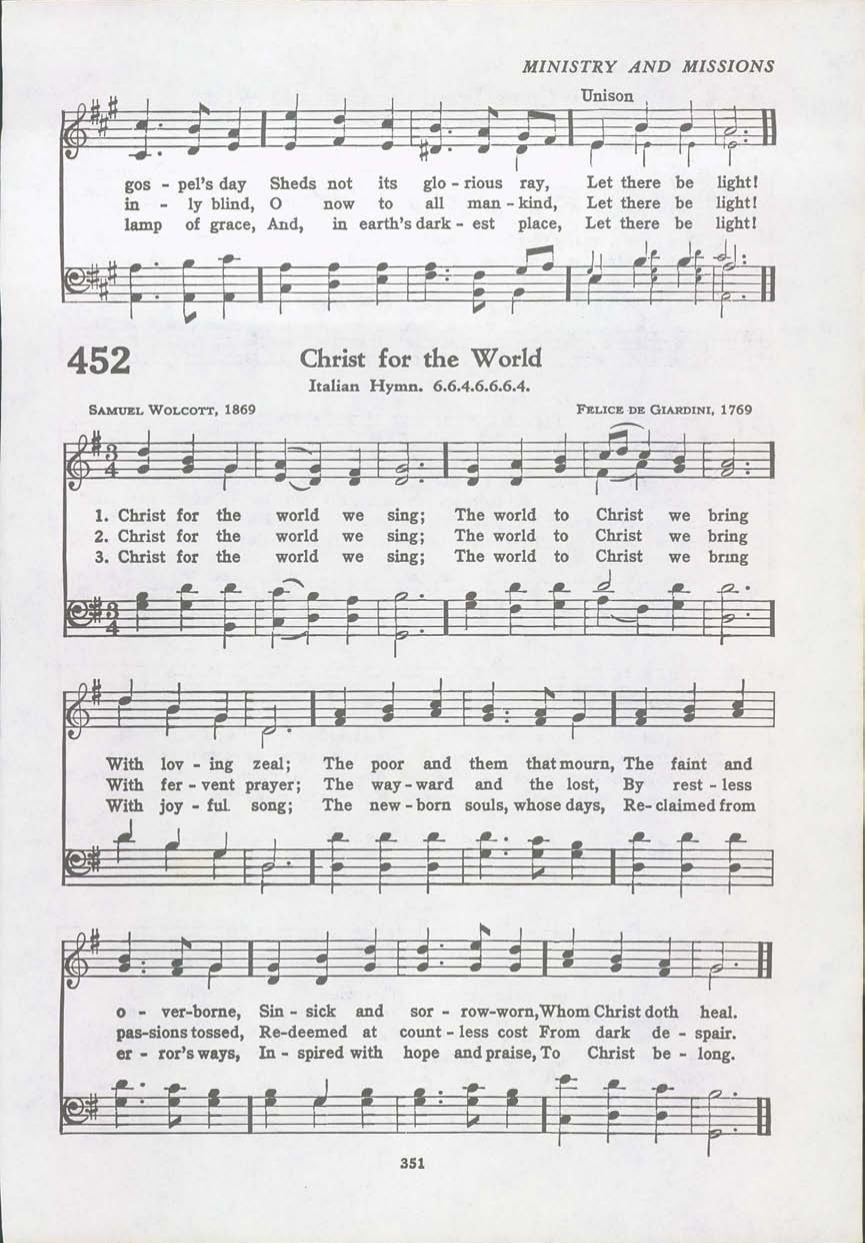 MINISTRY AND MISSIONS
Unison
gos - pel's day Sheds not its glo - rious ray, Let there be light!
in - ly blind, O now to all man - kind, Let there be light!
lamp of grace, And, in earth's dark - est place, Let there be light!
452 Christ for the World
Italian Hymn. 6.6.4.6.6.6.4.
SAMUEL WOLCOTT, 1869 FELICE DE GIARDINI, 1769
3
4
1. Christ for the world we sing; The world to Christ we bring
2. Christ for the world we sing; The world to Christ we bring
3. Christ for the world we sing; The world to Christ we bring
3
4
With lov - ing zeal; The poor and them that mourn, The faint and
With fer - vent prayer; The way - ward and the lost, By rest - less
With joy - ful song; The new - born souls, whose days, Re - claimed from
o - ver-borne, Sin - sick and sor - row-worn, Whom Christ doth heal.
pas-sions tossed, Re-deemed at count - less cost From dark de - spair.
er - ror's ways, In - spired with hope and praise, To Christ be - long.
351